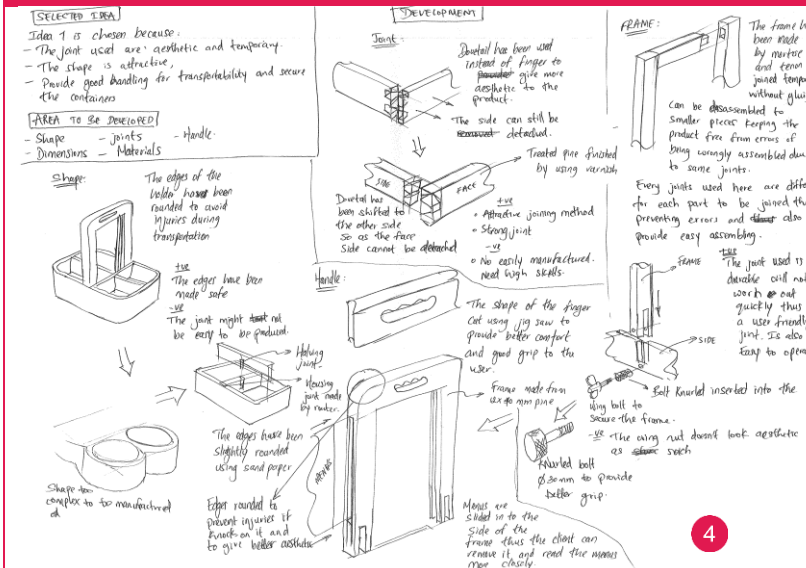 SELECTED IDEA
Idea 1 is chosen because:
- The joint used are aesthetic and temporary.
- The shape is attractive,
- Provide good handling for transportability and secure
the containers
AREA TO BE DEVELOPED
- Shape - joints - Handle.
- Dimensions - Materials
Shape:
The edges of the
holder have been
rounded to avoid
injuries during
transportation
+ve
The edges have been
made safe
-ve
The joint might not
be easy to be produced.
Halving
joint.
Housing
joint made
by router.
The edges have been
slightly rounded
using sand paper
Shape too
complex to be manufactured
Edges rounded to
prevent injuries if
knock on it and
to give better aesthetic
DEVELOPMENT
Joint:
Dovetail has been used
instead of finger to
give more
aesthetic to the
product.
The side can still be
removed detached.
SIDE
FACE
Treated pine finished
by using varnish
Dovetal has
been shifted to
the other side
so as the face
Side cannot be detached
+ve
• Attractive joining method
• Strong joint
-ve
• No easily manufactured.
Need high skills.
Handle:
The shape of the finger
cut using jig saw to
provide better comfort
and good grip to the
user.
Frame made from
pine
MENUS
Menus are
slided in to the
Side of the
frame thus the client can
remove it and read the menus
more closely.
FRAME:
The frame h
been made
by mortise
and tenon
joined tempo
without glui
Can be disassembled to
smaller pieces keeping the
product free from errors of
being wrongly assembled due
to same joints.
Every joints used here are diffe
for each part to be joined th
preventing errors and also
provide easy assembling.
FRAME
SIDE
+ve
The joint used is
durable will not
worn out
quickly thus
a user friendly
joint. Is also
Easy to opera
Bolt Knurled inserted into the
wing bolt to
secure the frame.
-ve The wing nut doesn't look aesthetic
as such
Knurled bolt
Ø 30mm to provide
better grip.
4